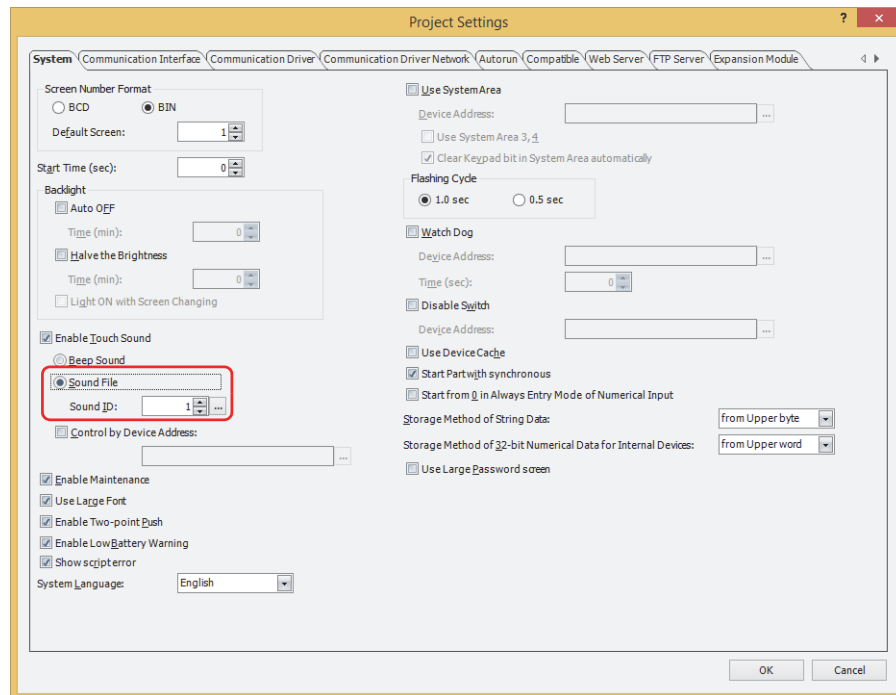 Project Settings
? ×
System Communication Interface Communication Driver Communication Driver Network Autorun Compatible Web Server FTP Server Expansion Module
Screen Number Format
BCD BIN
Default Screen: 1
Start Time (sec): 0
Backlight
Auto OFF
Time (min): 0
Halve the Brightness
Time (min): 0
Light ON with Screen Changing
Enable Touch Sound
Beep Sound
Sound File
Sound ID: 1 ...
Control by Device Address:
...
Enable Maintenance
Use Large Font
Enable Two-point Push
Enable Low Battery Warning
Show script error
System Language: English
Use System Area
Device Address: ...
Use System Area 3, 4
Clear Keypad bit in System Area automatically
Flashing Cycle
1.0 sec 0.5 sec
Watch Dog
Device Address: ...
Time (sec): 0
Disable Switch
Device Address: ...
Use Device Cache
Start Part with synchronous
Start from 0 in Always Entry Mode of Numerical Input
Storage Method of String Data: from Upper byte
Storage Method of 32-bit Numerical Data for Internal Devices: from Upper word
Use Large Password screen
OK Cancel